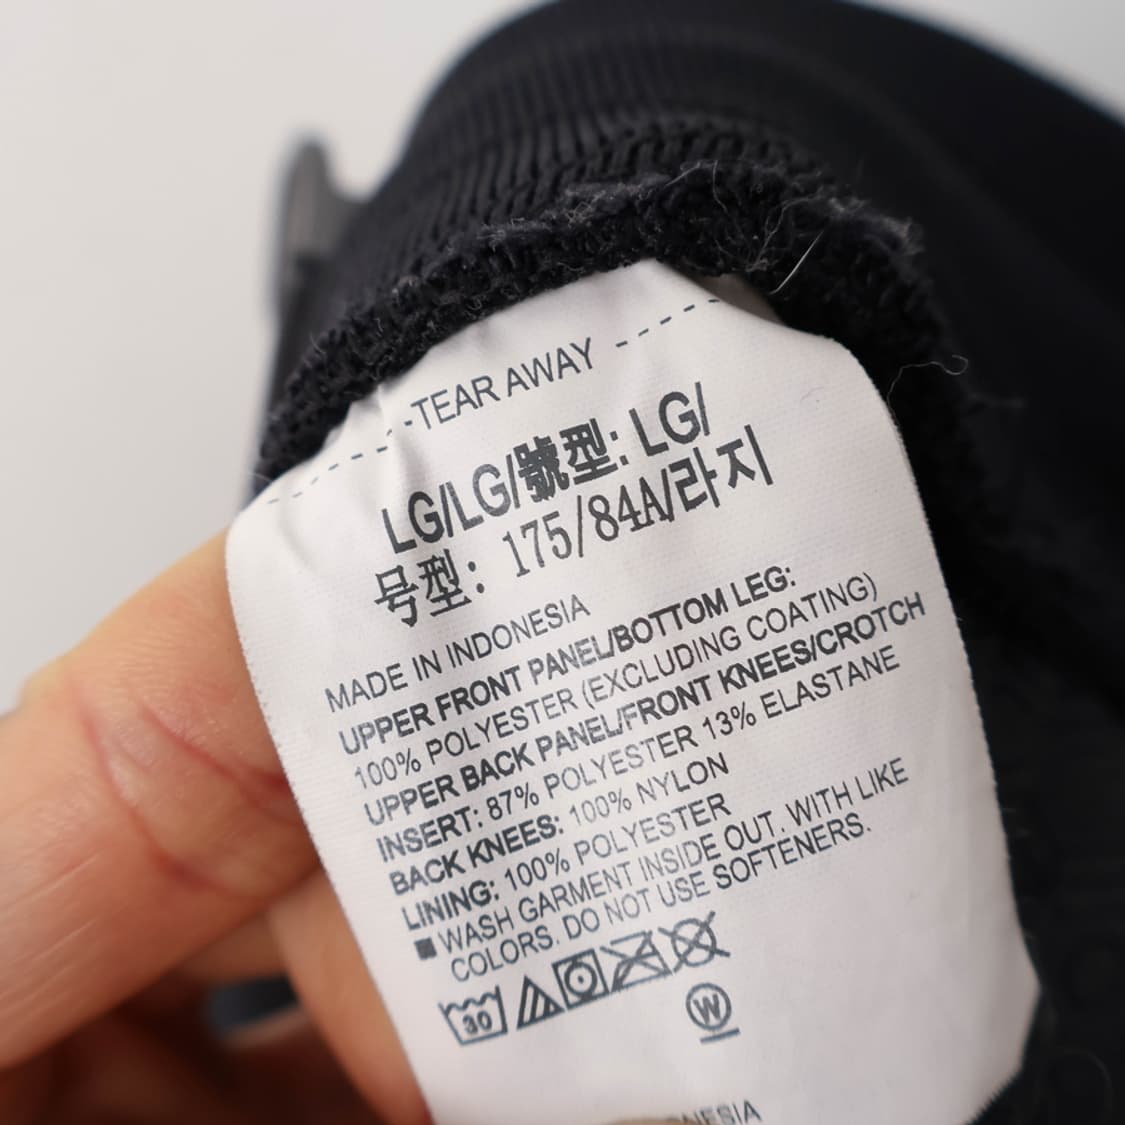 TEAR AWAY
LG/LG/號型: LG/
号型: 175/84A/라지
MADE IN INDONESIA
UPPER FRONT PANEL/BOTTOM LEG:
100% POLYESTER (EXCLUDING COATING)
UPPER BACK PANEL/FRONT KNEES/CROTCH
INSERT: 87% POLYESTER 13% ELASTANE
BACK KNEES: 100% NYLON
LINING: 100% POLYESTER
WASH GARMENT INSIDE OUT. WITH LIKE
COLORS. DO NOT USE SOFTENERS.
30
W